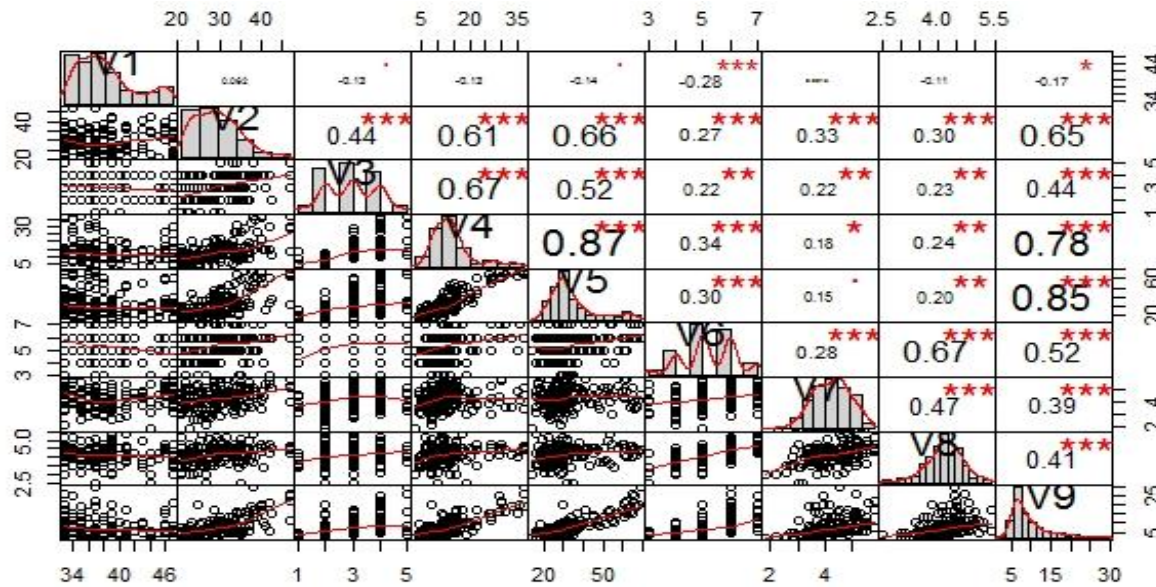 20 30 40 5 15 25 35 3 4 5 6 7 2.5 4.0 5.5
V1 -0.13 . -0.13 -0.14 . -0.28 *** -0.11 -0.17 * 34 44
40 20 V2 0.44 *** 0.61 *** 0.66 *** 0.27 *** 0.33 *** 0.30 *** 0.65 ***
V3 0.67 *** 0.52 *** 0.22 ** 0.22 ** 0.23 ** 0.44 *** 1 3 5
30 5 V4 0.87 *** 0.34 *** 0.18 * 0.24 ** 0.78 ***
V5 0.30 *** 0.15 . 0.20 ** 0.85 *** 20 60
7 5 3 V6 0.28 *** 0.67 *** 0.52 ***
V7 0.47 *** 0.39 *** 2 4
5.0 2.5 V8 0.41 ***
V9 5 25
34 40 46 1 3 5 20 50 2 4 5 15 30